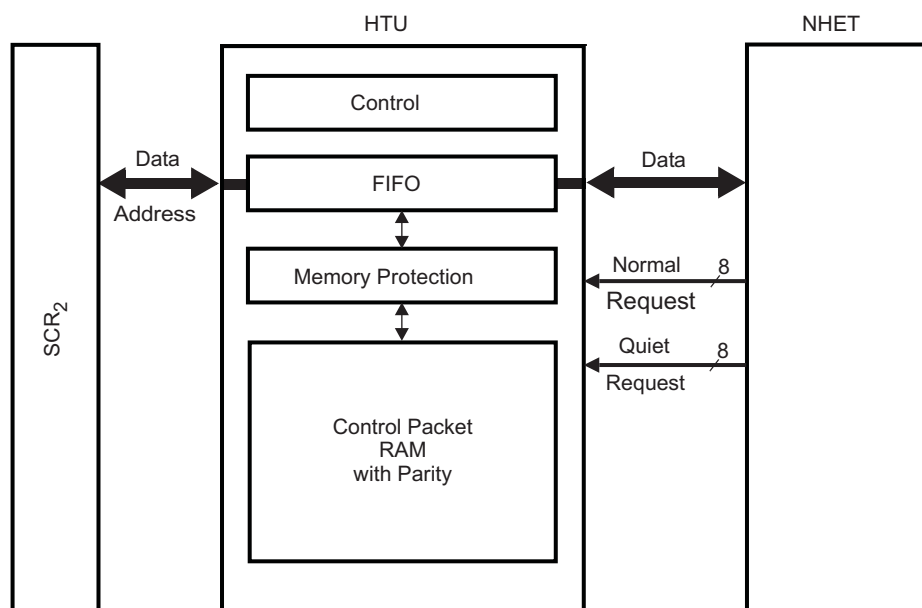 HTU
NHET
Control
Data
Address
FIFO
Data
Memory Protection
Normal
8
Request
Quiet
8
Request
SCR2
Control Packet
RAM
with Parity